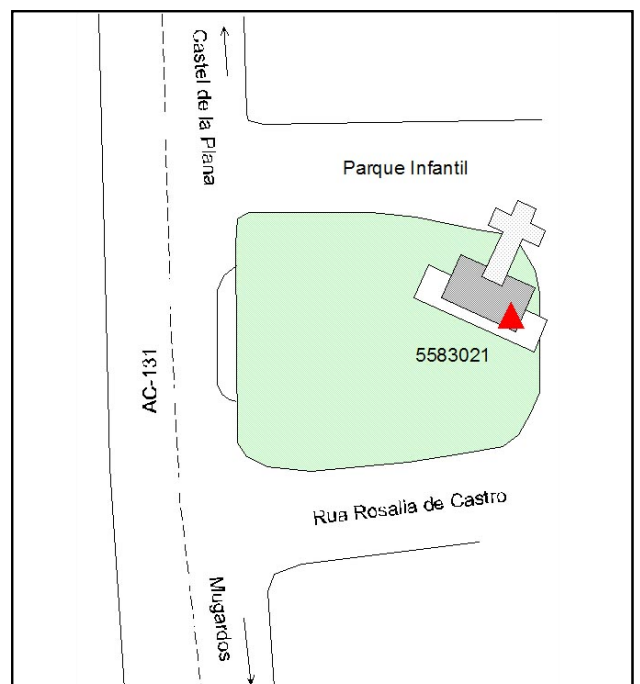 Castel de la Plana
Parque Infantil
5583021
AC-131
Rua Rosalia de Castro
Mugardos